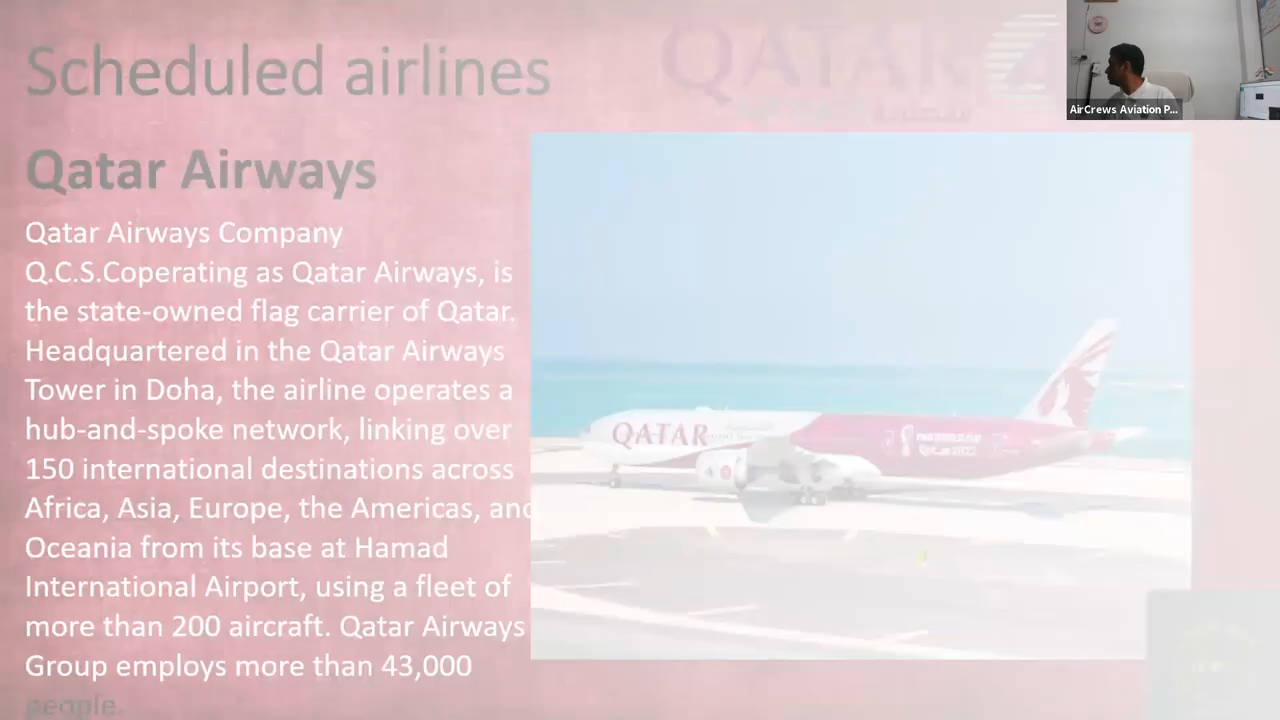 Scheduled airlines
QATAR
AirCrews Aviation P...
Qatar Airways
Qatar Airways Company
Q.C.S.Coperating as Qatar Airways, is
the state-owned flag carrier of Qatar.
Headquartered in the Qatar Airways
Tower in Doha, the airline operates a
hub-and-spoke network, linking over
150 international destinations across
Africa, Asia, Europe, the Americas, and
Oceania from its base at Hamad
International Airport, using a fleet of
more than 200 aircraft. Qatar Airways
Group employs more than 43,000
people.
QATAR